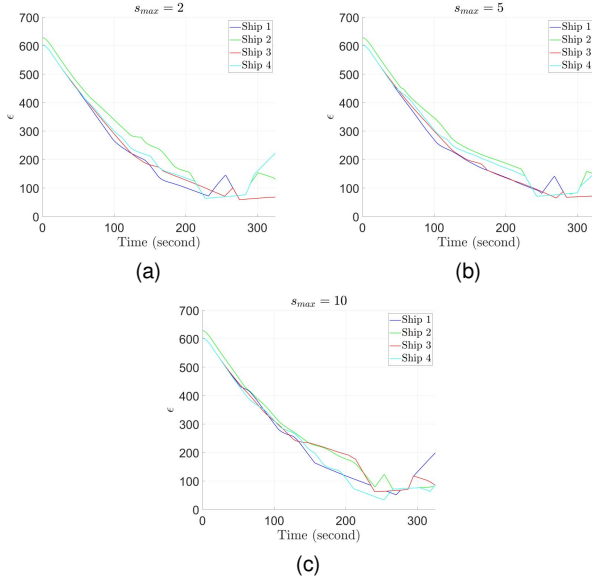 s_max = 2
700
600
500
400
300
200
100
0
ϵ
0 100 200 300
Time (second)
Ship 1
Ship 2
Ship 3
Ship 4
(a)
s_max = 5
700
600
500
400
300
200
100
0
ϵ
0 100 200 300
Time (second)
Ship 1
Ship 2
Ship 3
Ship 4
(b)
s_max = 10
700
600
500
400
300
200
100
0
ϵ
0 100 200 300
Time (second)
Ship 1
Ship 2
Ship 3
Ship 4
(c)